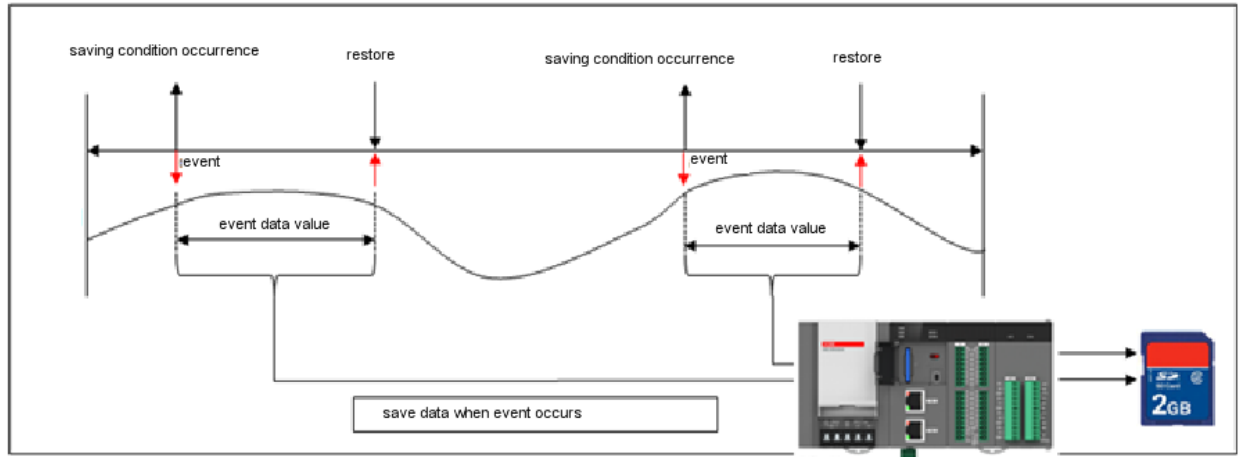 saving condition occurrence
restore
saving condition occurrence
restore
event
event
event data value
event data value
save data when event occurs
2GB